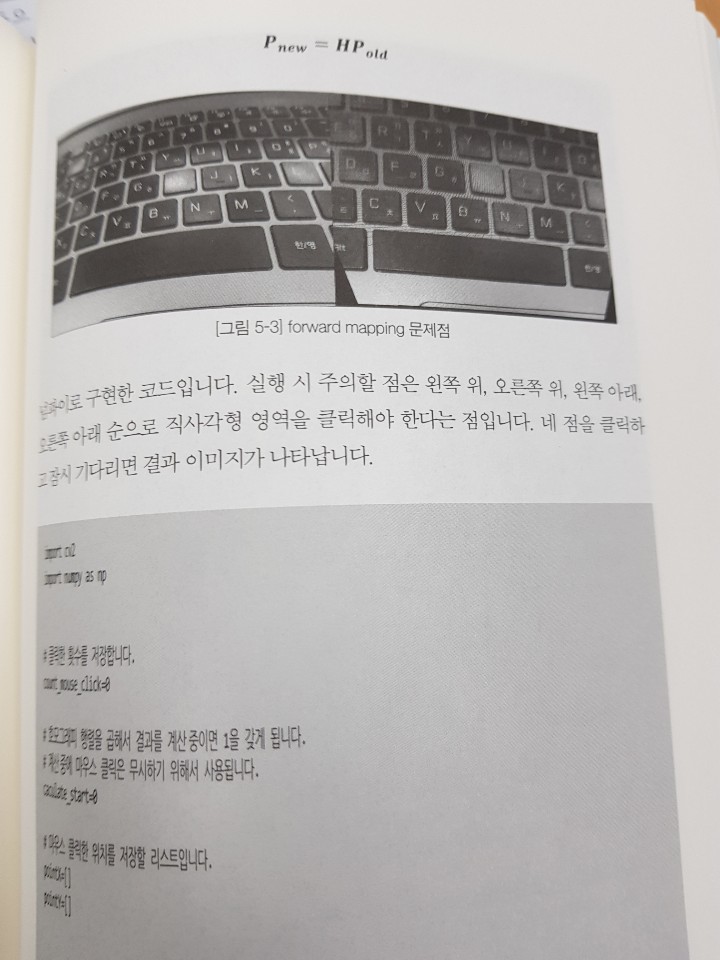 P new = HP old
[그림 5-3] forward mapping 문제점
넘파이로 구현한 코드입니다. 실행 시 주의할 점은 왼쪽 위, 오른쪽 위, 왼쪽 아래,
오른쪽 아래 순으로 직사각형 영역을 클릭해야 한다는 점입니다. 네 점을 클릭하
고 잠시 기다리면 결과 이미지가 나타납니다.
import cv2
import numpy as np
# 클릭한 횟수를 저장합니다.
count_mouse_click=0
# 호모그래피 행렬을 곱해서 결과를 계산 중이면 1을 갖게 됩니다.
# 계산 중에 마우스 클릭은 무시하기 위해서 사용됩니다.
caculate_start=0
# 마우스 클릭한 위치를 저장할 리스트입니다.
pointX=[]
pointY=[]